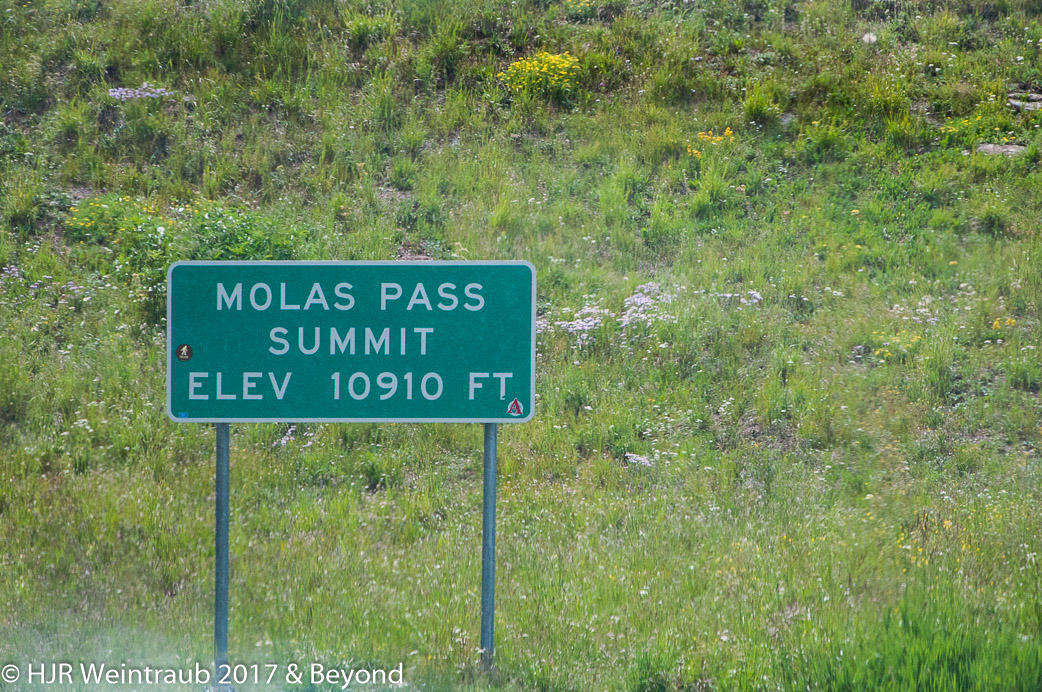 MOLAS PASS
SUMMIT
ELEV 10910 FT
© HJR Weintraub 2017 & Beyond